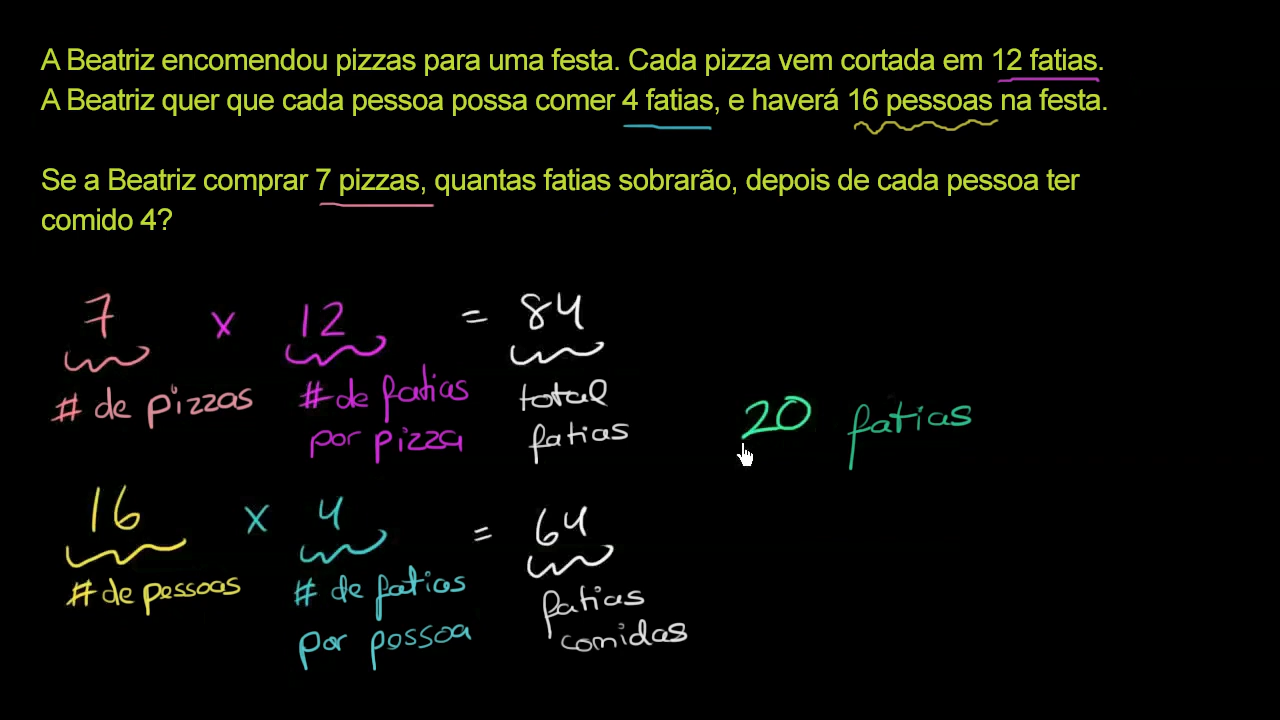 A Beatriz encomendou pizzas para uma festa. Cada pizza vem cortada em 12 fatias.
A Beatriz quer que cada pessoa possa comer 4 fatias, e haverá 16 pessoas na festa.
Se a Beatriz comprar 7 pizzas, quantas fatias sobrarão, depois de cada pessoa ter
comido 4?
7 x 12 = 84
# de pizzas
# de fatias
por pizza
total
fatias
20 fatias
16 x 4 = 64
# de pessoas
# de fatias
por pessoa
fatias
comidas